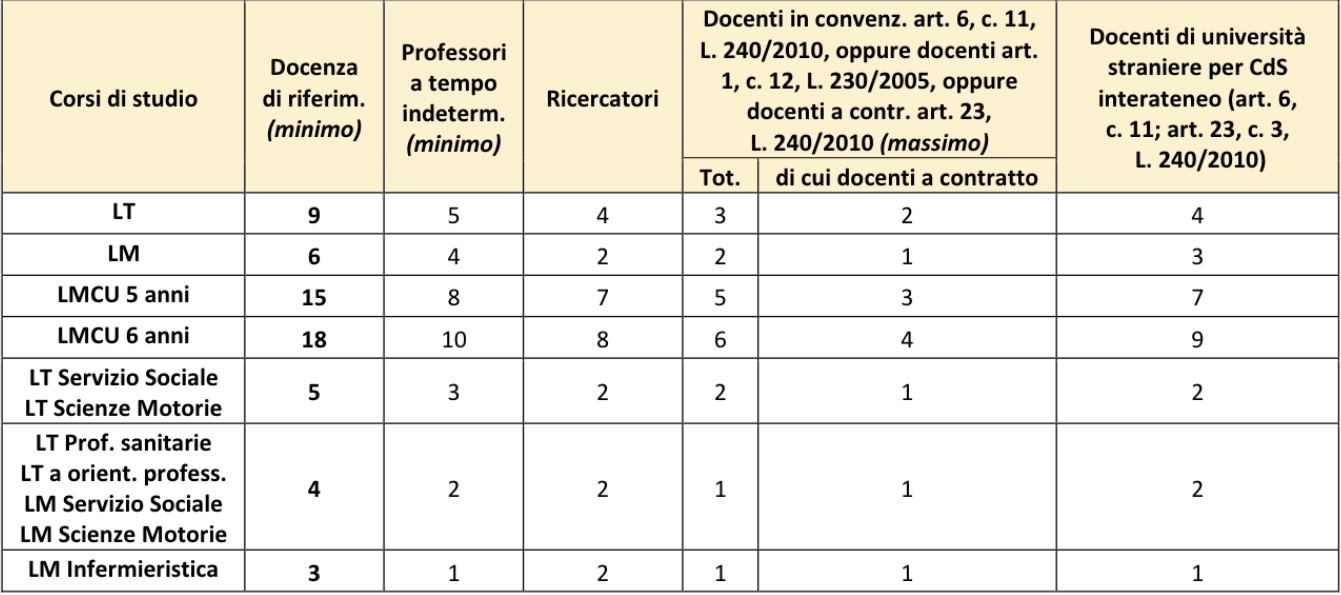 Corsi di studio
Docenza
di riferim.
(minimo)
Professori
a tempo
indeterm.
(minimo)
Ricercatori
Docenti in convenz. art. 6, c. 11,
L. 240/2010, oppure docenti art.
1, c. 12, L. 230/2005, oppure
docenti a contr. art. 23,
L. 240/2010 (massimo)
Docenti di università
straniere per CdS
interateneo (art. 6,
c. 11; art. 23, c. 3,
L. 240/2010)
Tot. di cui docenti a contratto
LT 9 5 4 3 2 4
LM 6 4 2 2 1 3
LMCU 5 anni 15 8 7 5 3 7
LMCU 6 anni 18 10 8 6 4 9
LT Servizio Sociale
LT Scienze Motorie
5 3 2 2 1 2
LT Prof. sanitarie
LT a orient. profess.
LM Servizio Sociale
LM Scienze Motorie
4 2 2 1 1 2
LM Infermieristica 3 1 2 1 1 1